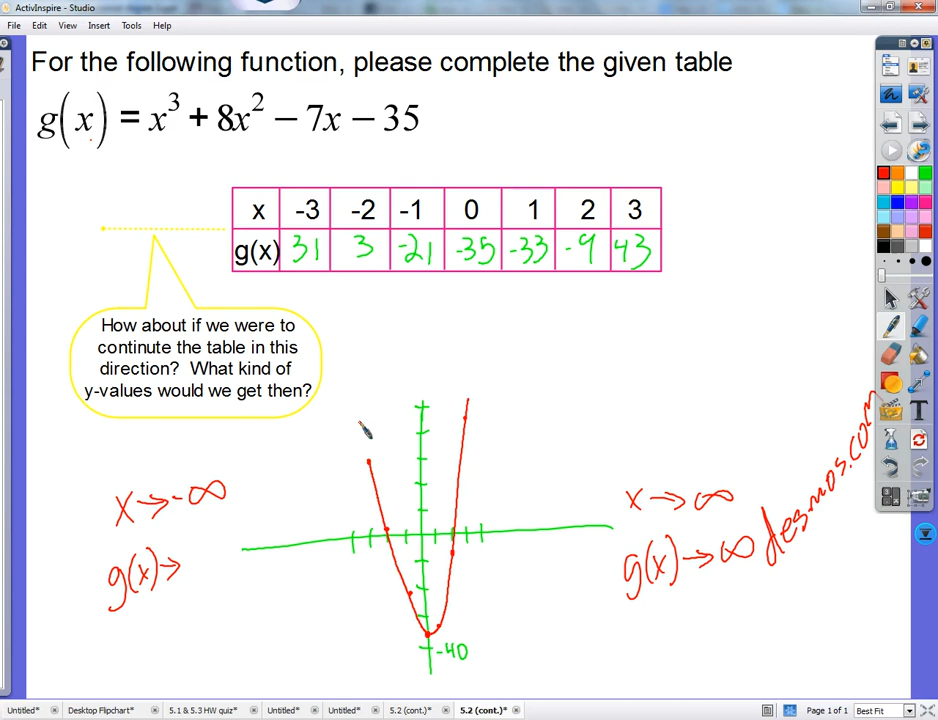 ActivInspire - Studio
File Edit View Insert Tools Help
For the following function, please complete the given table
g(x) = x³ + 8x² − 7x − 35
x -3 -2 -1 0 1 2 3
g(x) 31 3 -21 -35 -33 -9 43
How about if we were to
continute the table in this
direction? What kind of
y-values would we get then?
x → -∞
g(x) →
-40
x → ∞
g(x) → ∞
desmos.com
Untitled* Desktop Flipchart* 5.1 & 5.3 HW quiz* Untitled* Untitled* 5.2 (cont.)* 5.2 (cont.)* Page 1 of 1 Best Fit